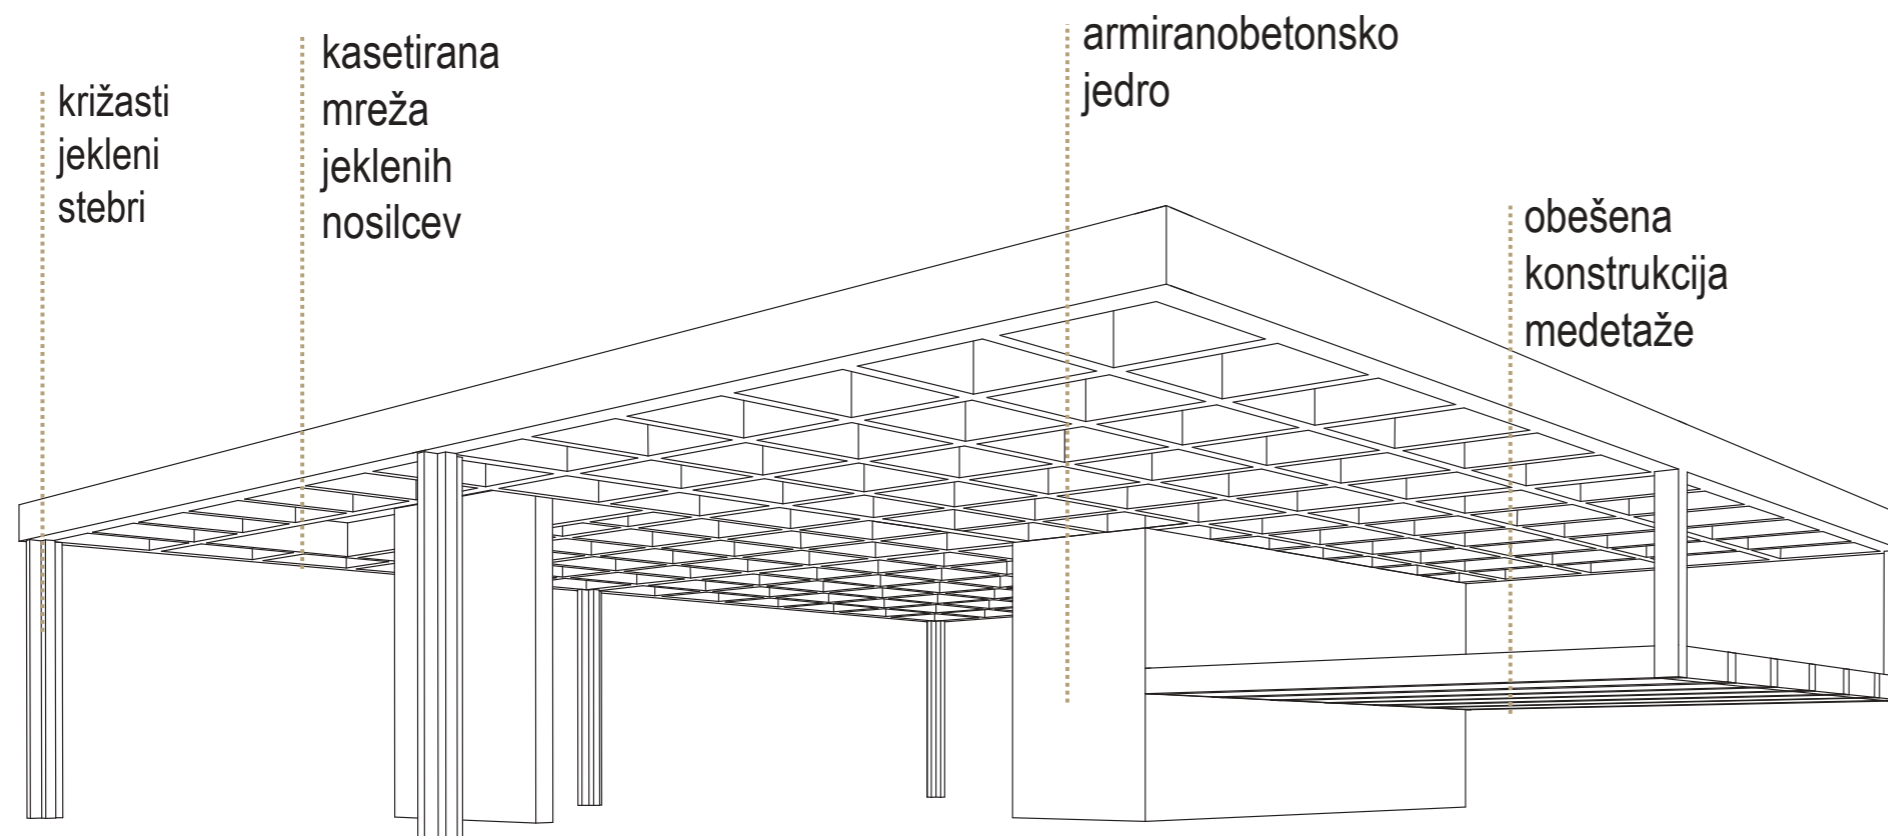 križasti
jekleni
stebri
kasetirana
mreža
jeklenih
nosilcev
armiranobetonsko
jedro
obešena
konstrukcija
medetaže